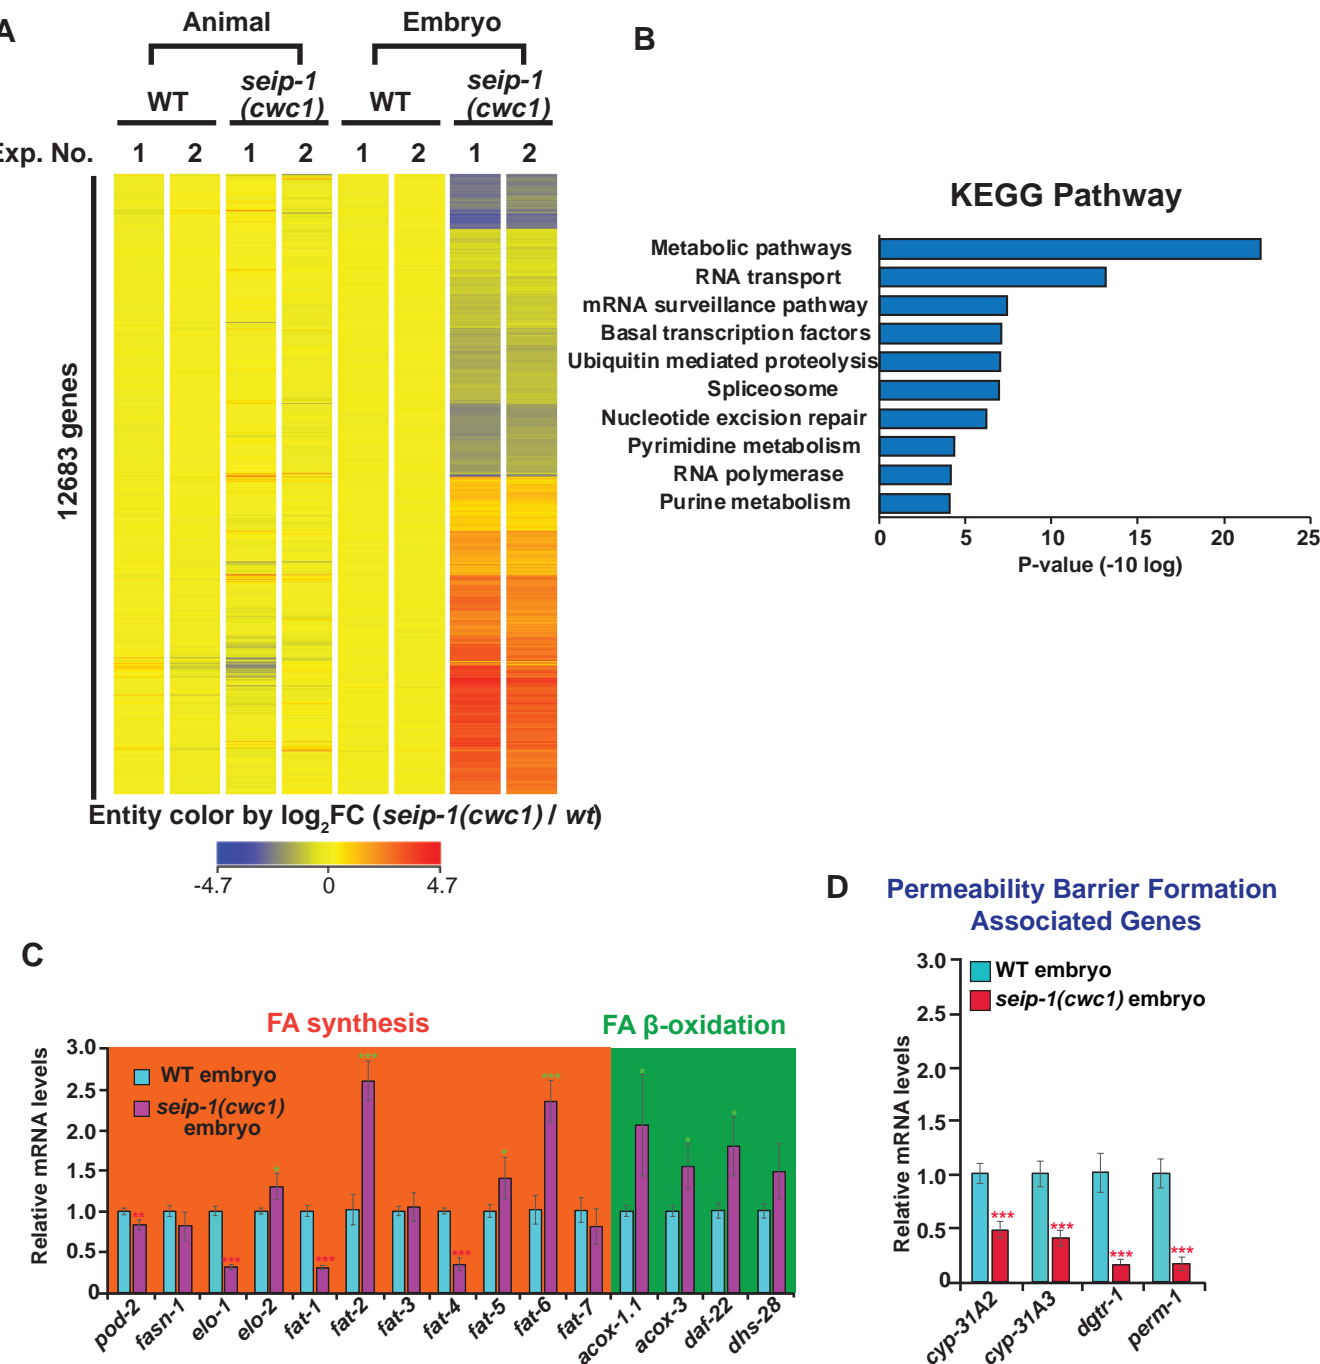 A
Animal
Embryo
WT
seip-1
(cwc1)
WT
seip-1
(cwc1)
Exp. No.
1
2
1
2
1
2
1
2
12683 genes
Entity color by log2FC (seip-1(cwc1) / wt)
-4.7
0
4.7
B
KEGG Pathway
Metabolic pathways
RNA transport
mRNA surveillance pathway
Basal transcription factors
Ubiquitin mediated proteolysis
Spliceosome
Nucleotide excision repair
Pyrimidine metabolism
RNA polymerase
Purine metabolism
0
5
10
15
20
25
P-value (-10 log)
C
FA synthesis
FA β-oxidation
Relative mRNA levels
3.0
2.5
2.0
1.5
1.0
0.5
0
WT embryo
seip-1(cwc1)
embryo
**
***
*
***
***
***
*
***
*
*
*
pod-2
fasn-1
elo-1
elo-2
fat-1
fat-2
fat-3
fat-4
fat-5
fat-6
fat-7
acox-1.1
acox-3
daf-22
dhs-28
D
Permeability Barrier Formation
Associated Genes
Relative mRNA levels
3.0
2.5
2.0
1.5
1.0
0.5
0
WT embryo
seip-1(cwc1) embryo
***
***
***
***
cyp-31A2
cyp-31A3
dgtr-1
perm-1